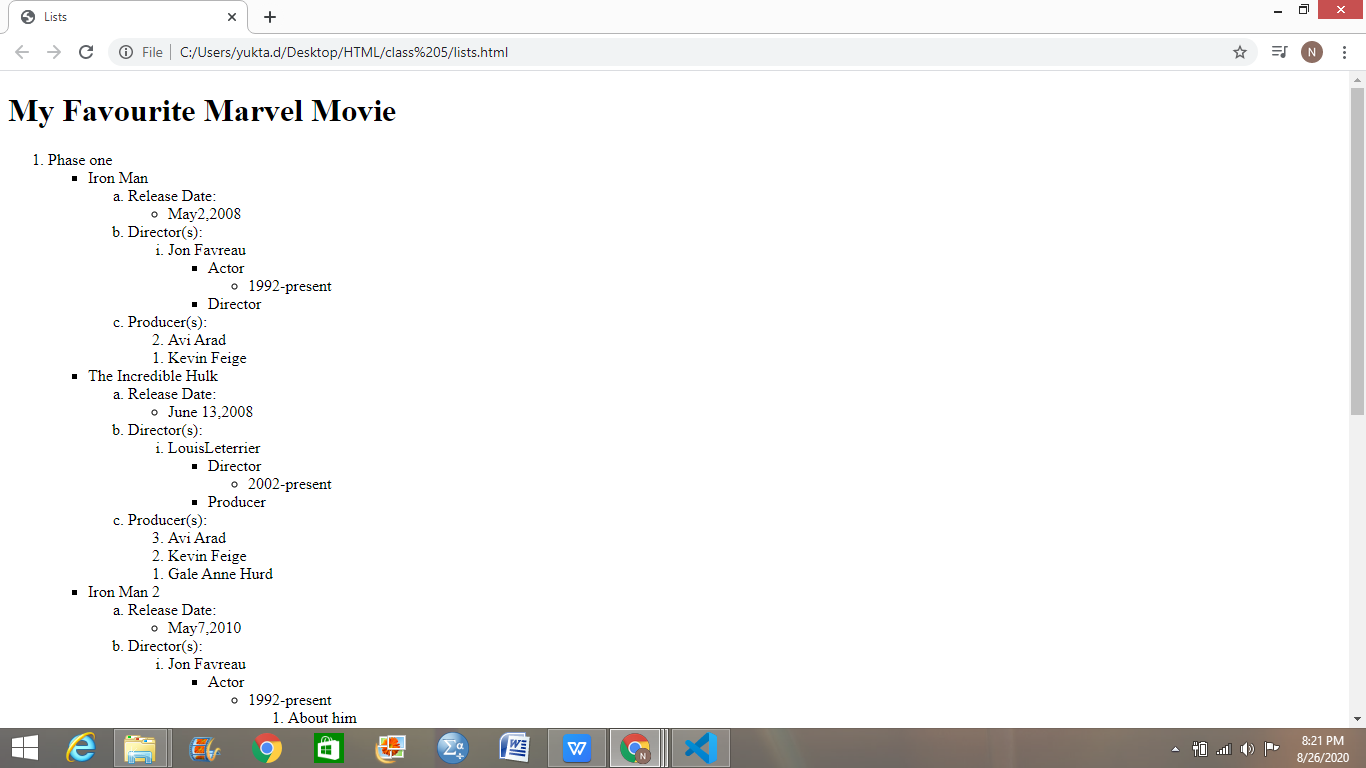 Lists
File
C:/Users/yukta.d/Desktop/HTML/class%205/lists.html
N
My Favourite Marvel Movie
1. Phase one
▪ Iron Man
a. Release Date:
◦ May2,2008
b. Director(s):
i. Jon Favreau
▪ Actor
◦ 1992-present
▪ Director
c. Producer(s):
2. Avi Arad
1. Kevin Feige
▪ The Incredible Hulk
a. Release Date:
◦ June 13,2008
b. Director(s):
i. LouisLeterrier
▪ Director
◦ 2002-present
▪ Producer
c. Producer(s):
3. Avi Arad
2. Kevin Feige
1. Gale Anne Hurd
▪ Iron Man 2
a. Release Date:
◦ May7,2010
b. Director(s):
i. Jon Favreau
▪ Actor
◦ 1992-present
1. About him
8:21 PM
8/26/2020